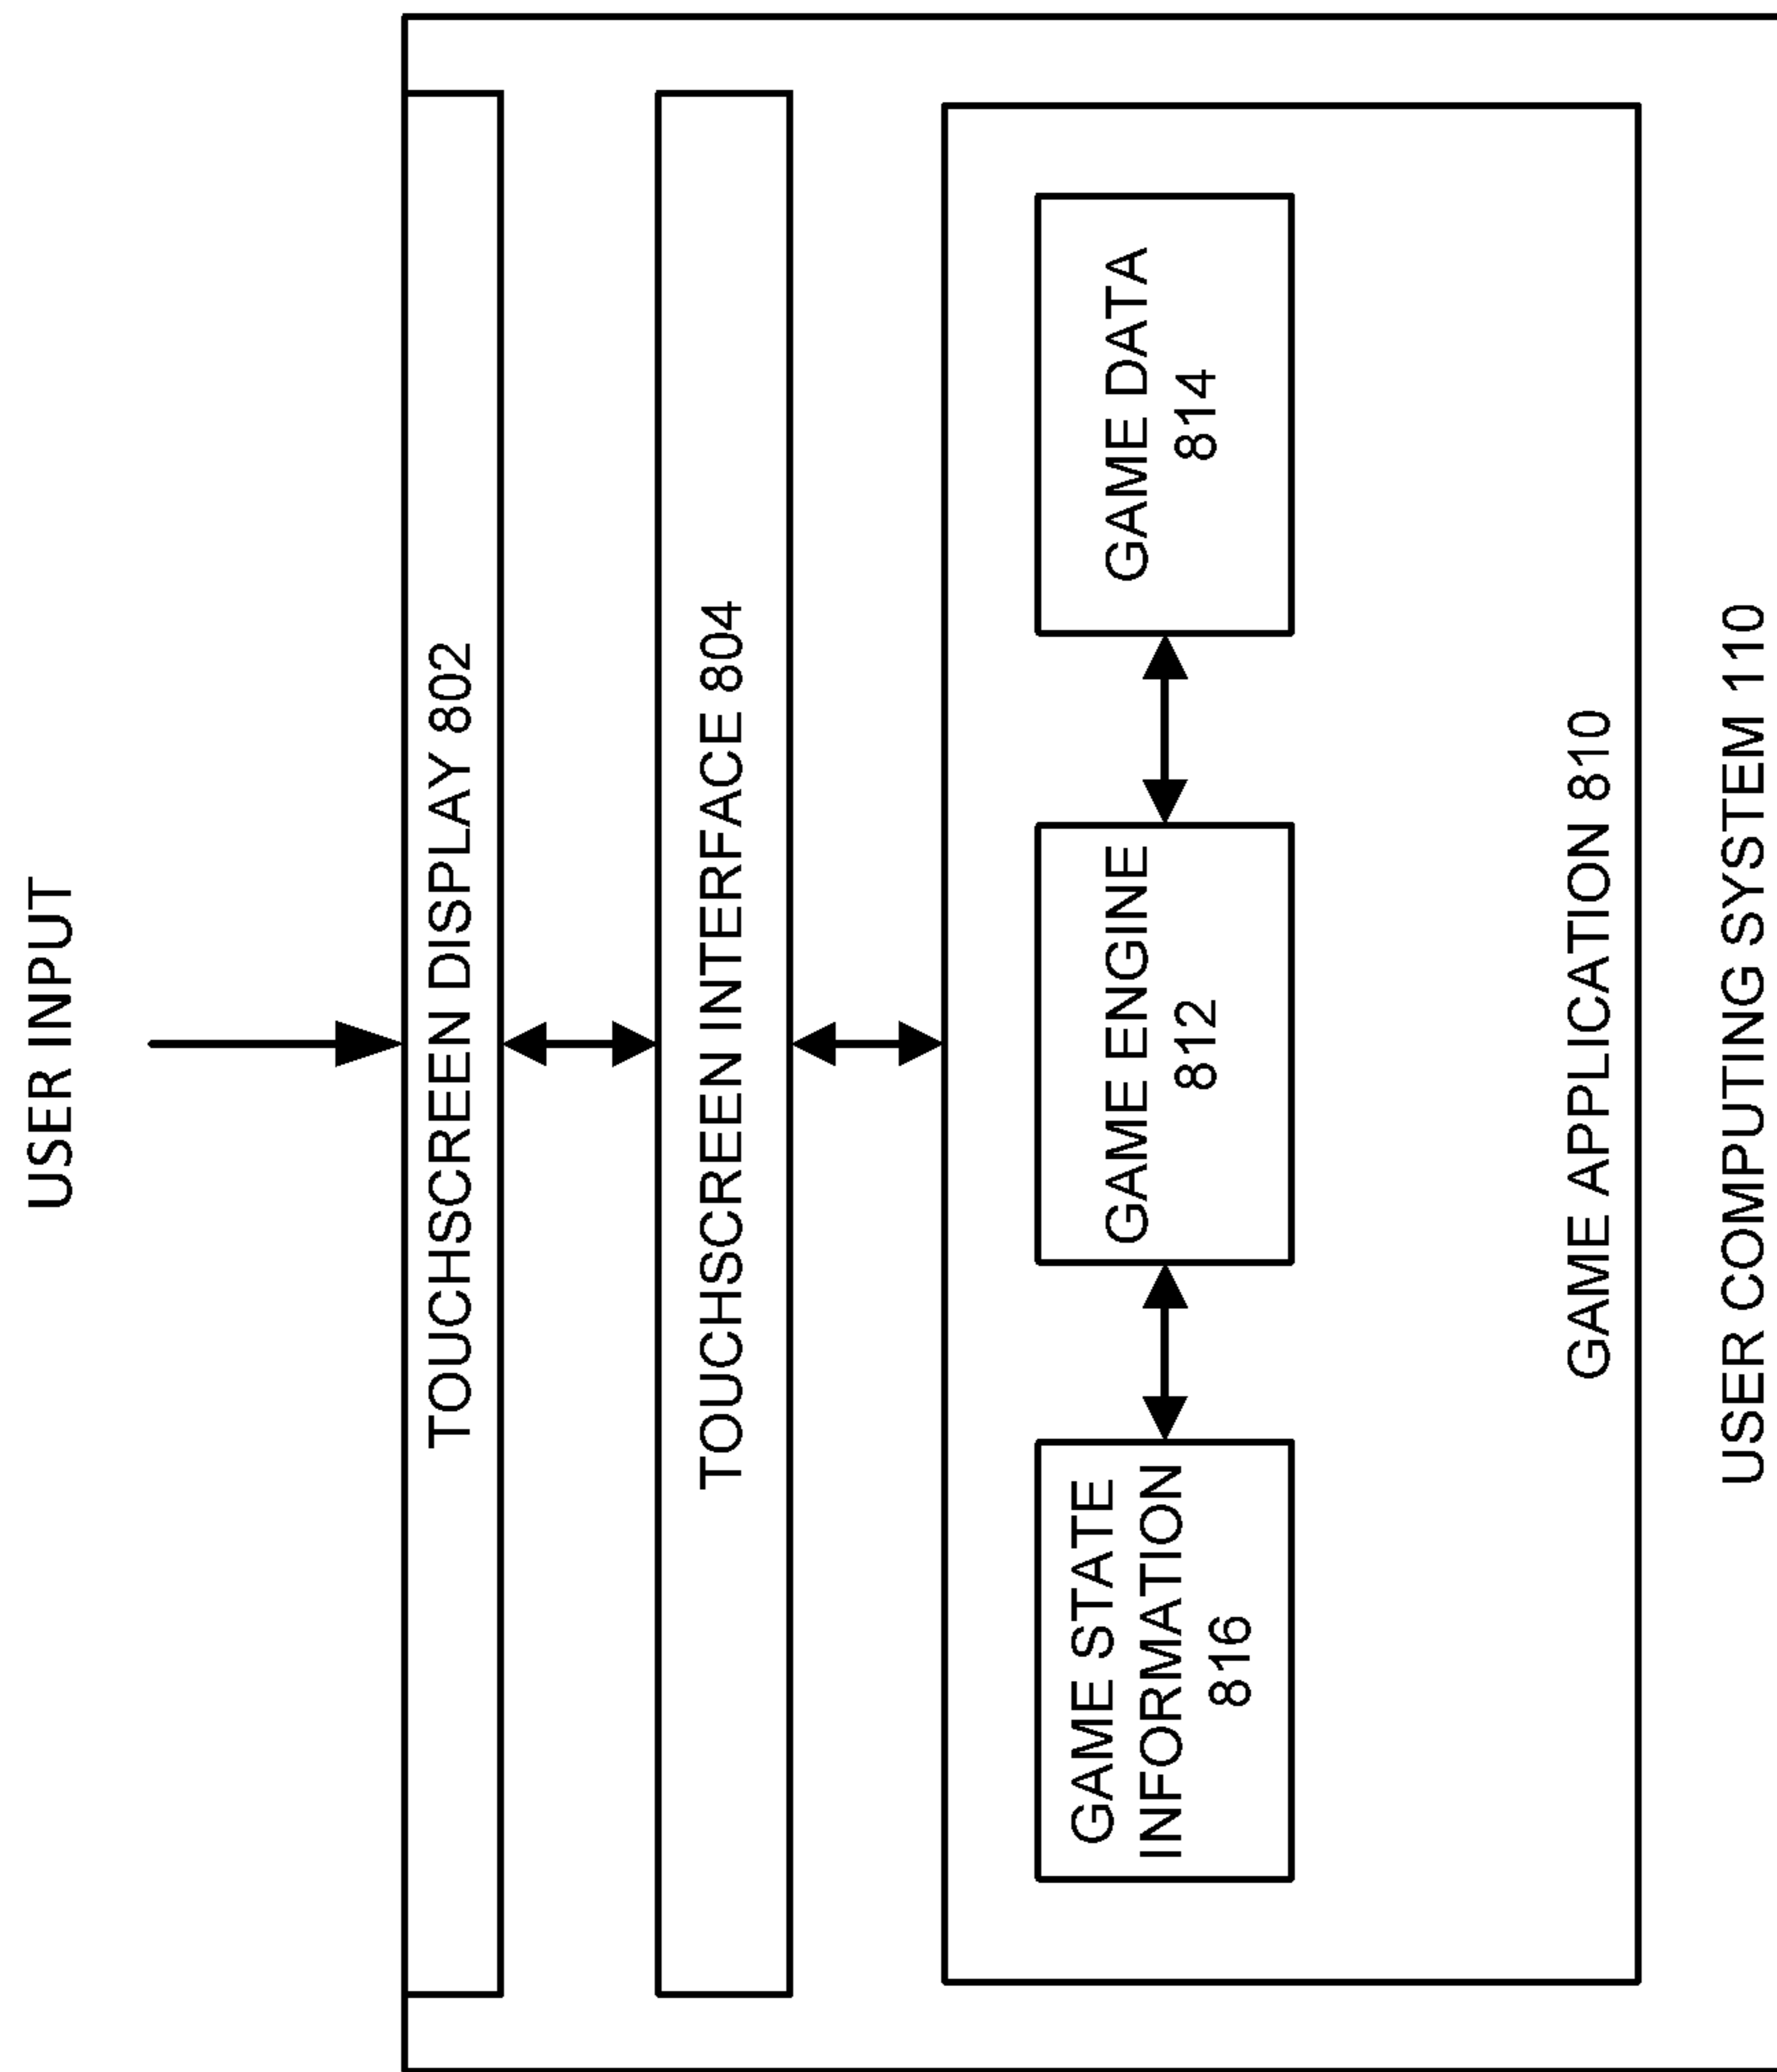 USER INPUT
TOUCHSCREEN DISPLAY 802
TOUCHSCREEN INTERFACE 804
GAME STATE
INFORMATION
816
GAME ENGINE
812
GAME DATA
814
GAME APPLICATION 810
USER COMPUTING SYSTEM 110